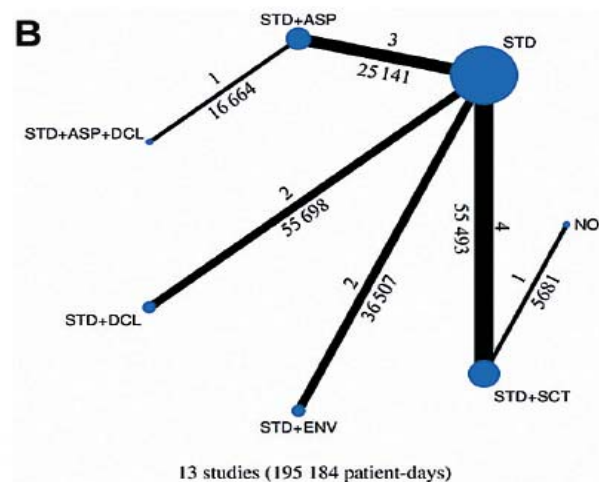 B
STD+ASP
STD
3
25 141
1
16 664
STD+ASP+DCL
2
55 698
2
36 507
55 493
4
NO
1
5681
STD+DCL
STD+SCT
STD+ENV
13 studies (195 184 patient-days)